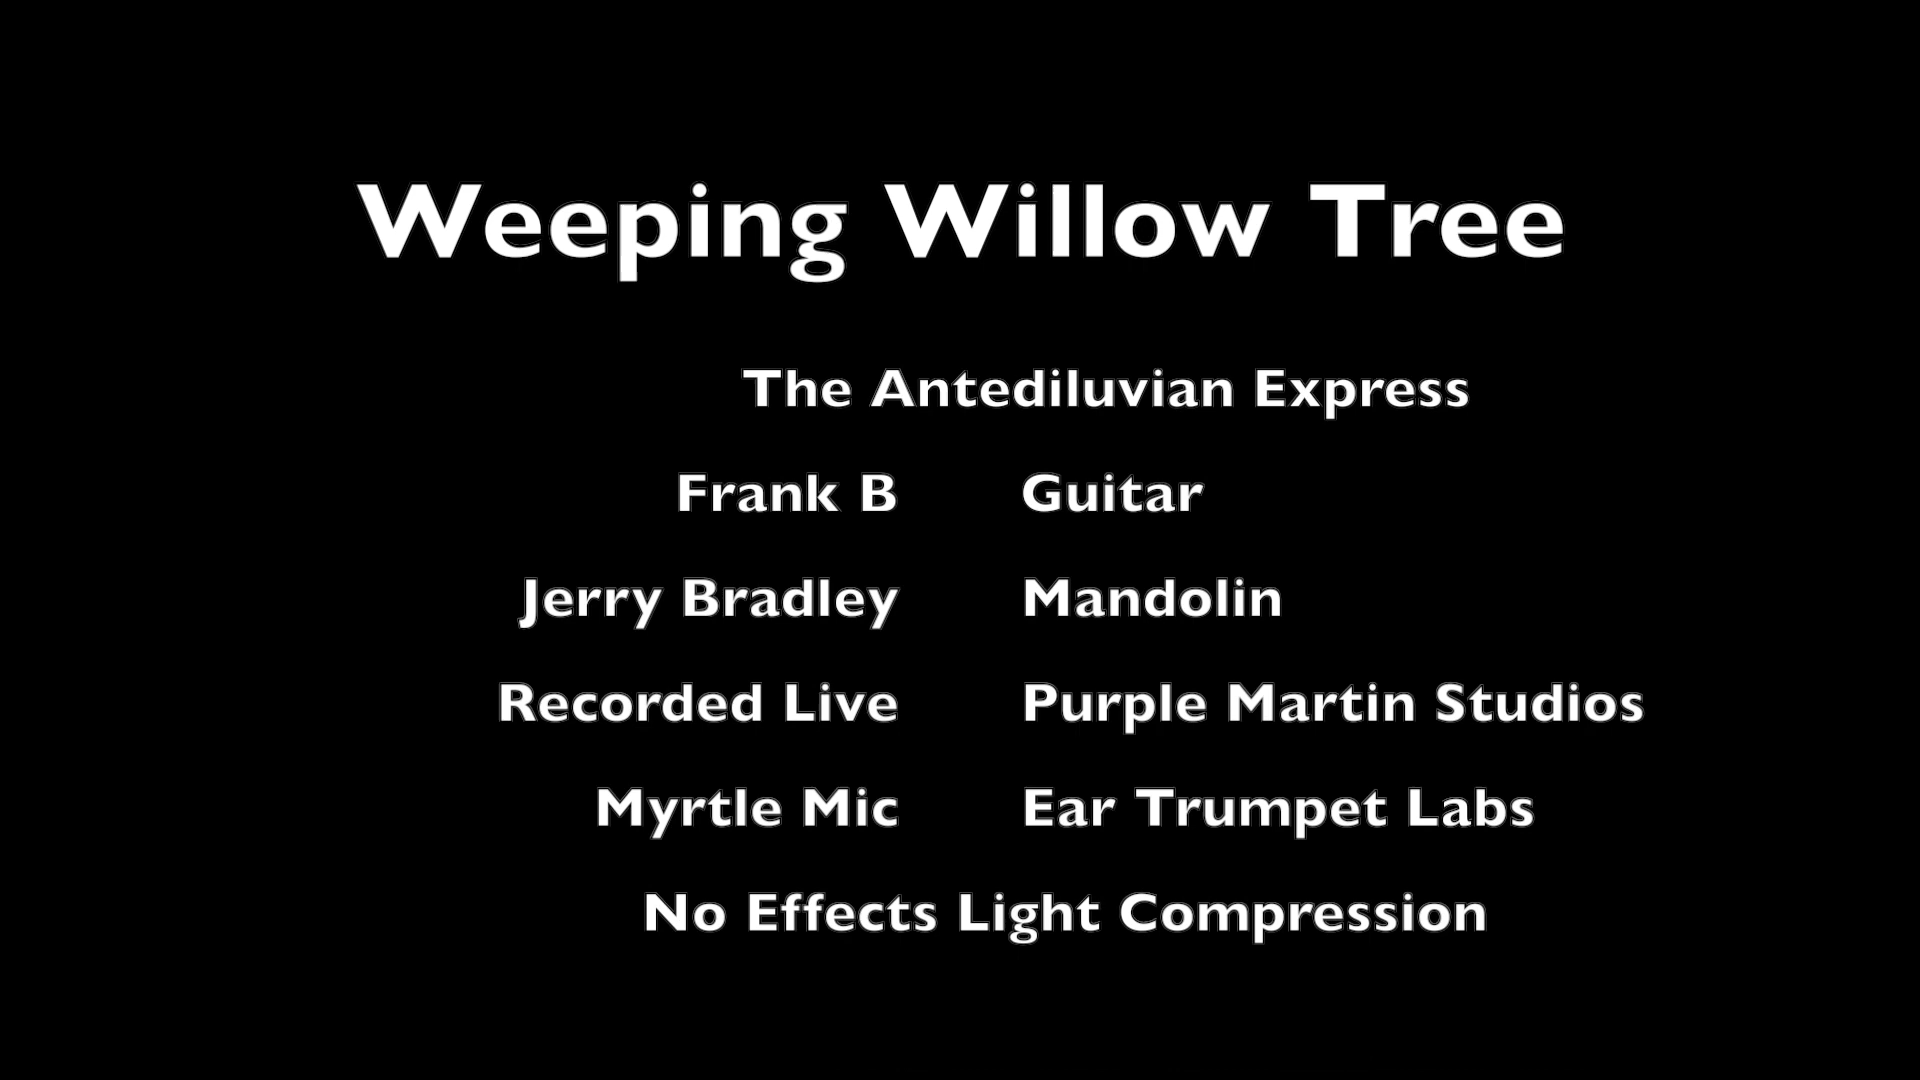 Weeping Willow Tree
The Antediluvian Express
Frank B Guitar
Jerry Bradley Mandolin
Recorded Live Purple Martin Studios
Myrtle Mic Ear Trumpet Labs
No Effects Light Compression